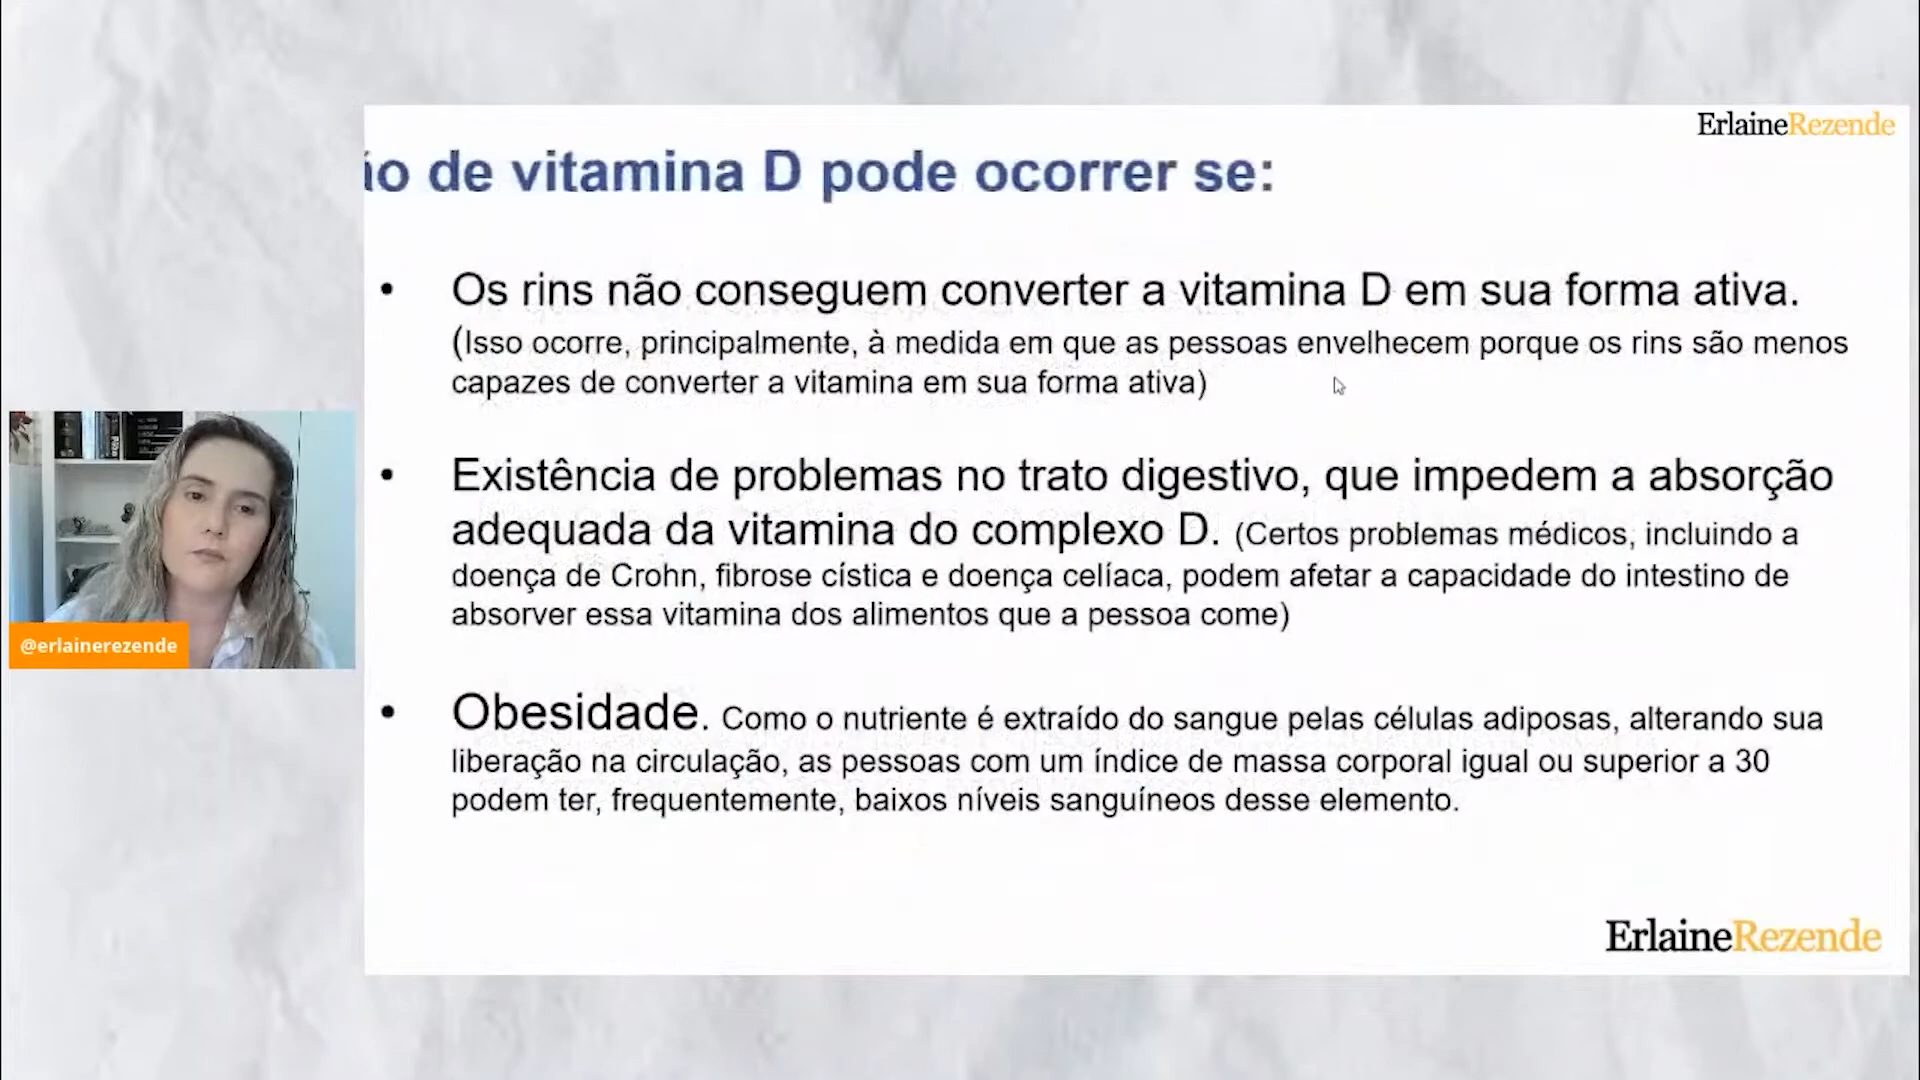 ErlaineRezende
ão de vitamina D pode ocorrer se:
• Os rins não conseguem converter a vitamina D em sua forma ativa.
(Isso ocorre, principalmente, à medida em que as pessoas envelhecem porque os rins são menos
capazes de converter a vitamina em sua forma ativa)
• Existência de problemas no trato digestivo, que impedem a absorção
adequada da vitamina do complexo D. (Certos problemas médicos, incluindo a
doença de Crohn, fibrose cística e doença celíaca, podem afetar a capacidade do intestino de
absorver essa vitamina dos alimentos que a pessoa come)
@erlainerezende
• Obesidade. Como o nutriente é extraído do sangue pelas células adiposas, alterando sua
liberação na circulação, as pessoas com um índice de massa corporal igual ou superior a 30
podem ter, frequentemente, baixos níveis sanguíneos desse elemento.
ErlaineRezende